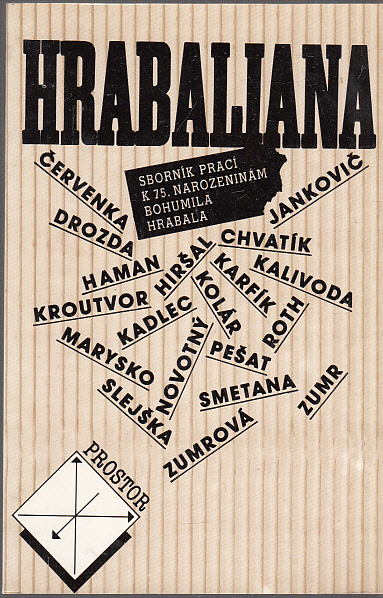 HRABALIANA
SBORNÍK PRACÍ
K 75. NAROZENINÁM
BOHUMILA
HRABALA
ČERVENKA
DROZDA
JANKOVIČ
HAMAN
HIRŠAL
CHVATÍK
KROUTVOR
KADLEC
KOLÁR
KARFÍK
KALIVODA
MARYSKO
NOVOTNÝ
PEŠAT
ROTH
SLEJŠKA
SMETANA
ZUMROVÁ
ZUMR
PROSTOR